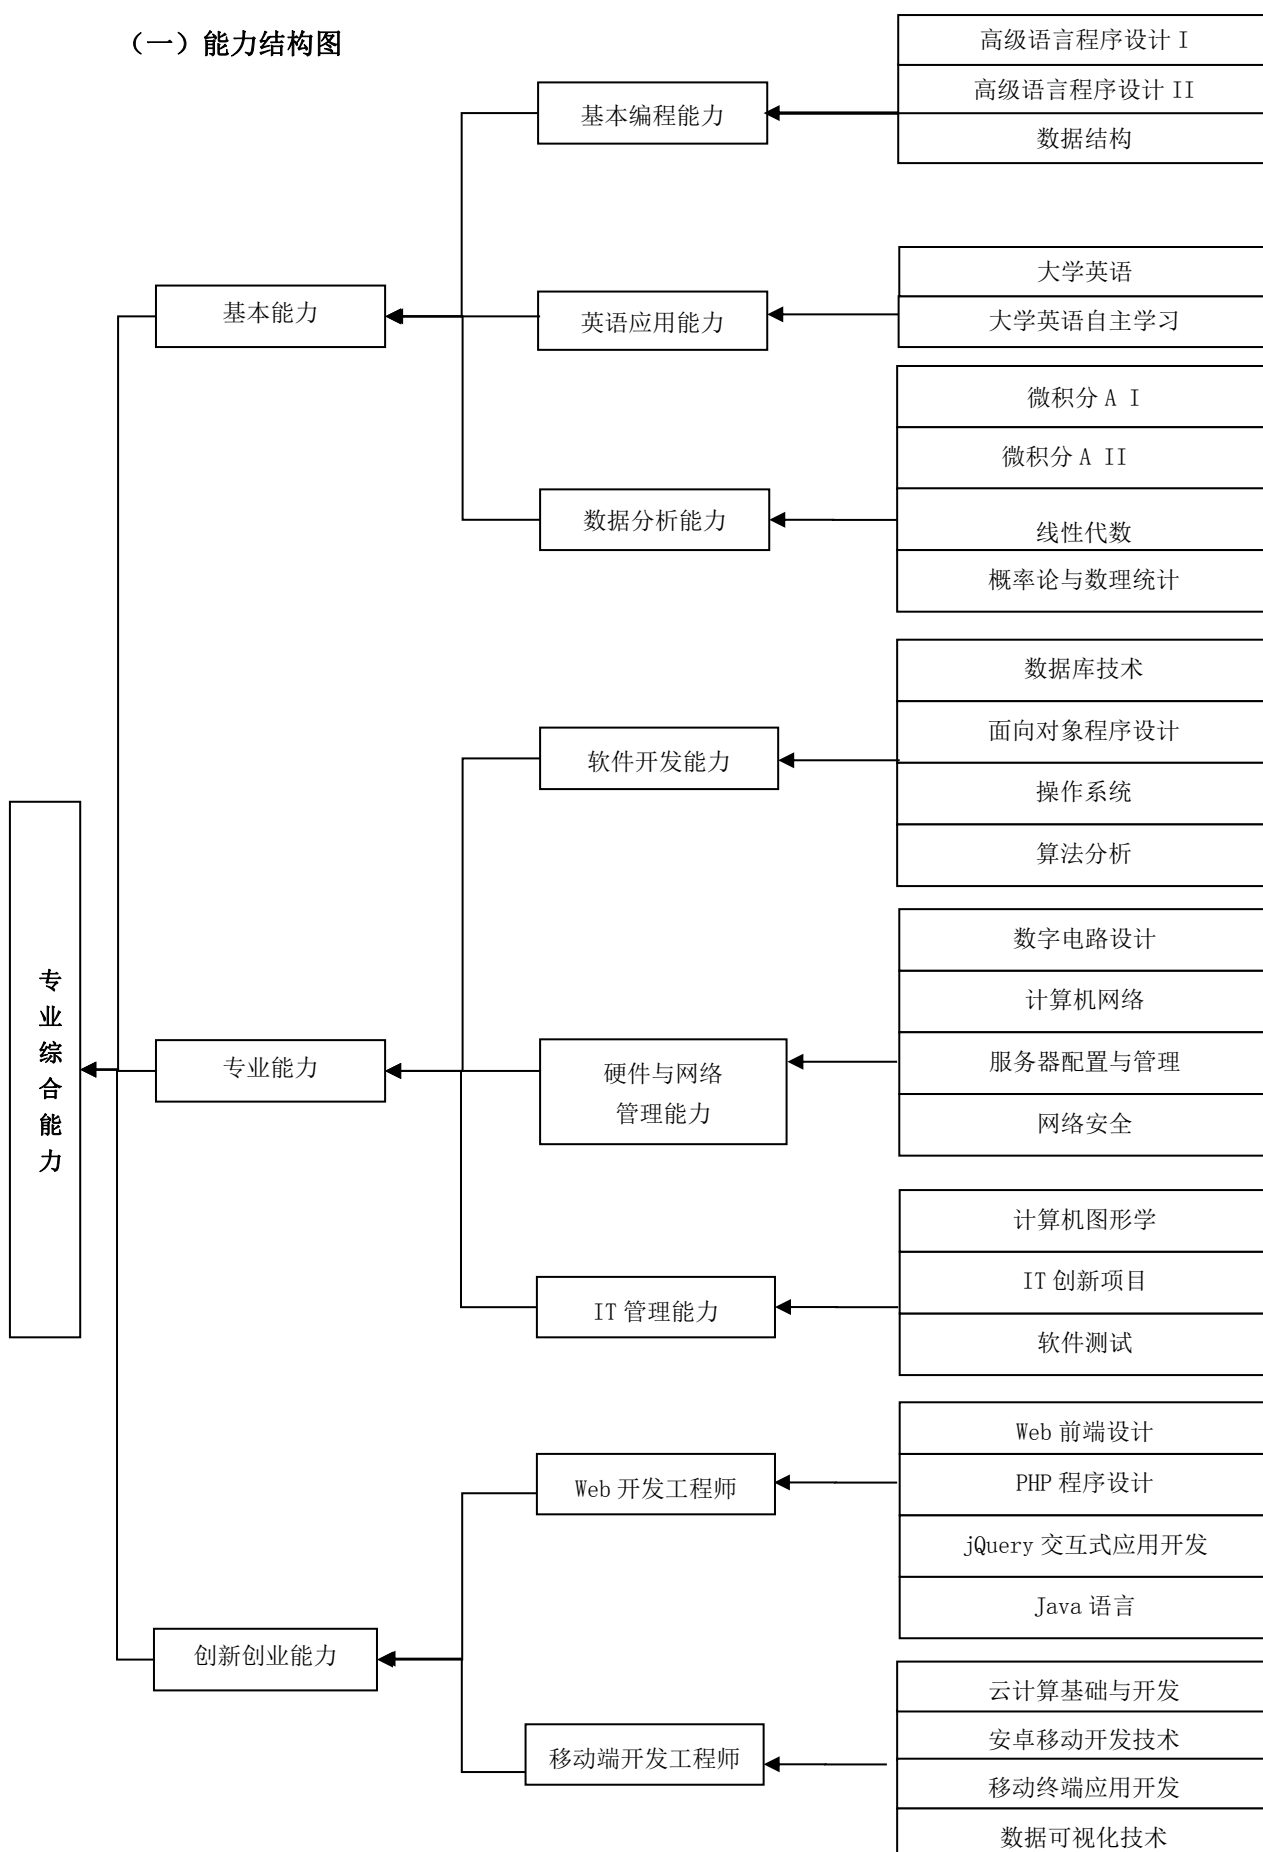 （一）能力结构图
高级语言程序设计 I
高级语言程序设计 II
数据结构
基本编程能力
大学英语
大学英语自主学习
英语应用能力
基本能力
微积分 A I
微积分 A II
线性代数
概率论与数理统计
数据分析能力
数据库技术
面向对象程序设计
操作系统
算法分析
软件开发能力
数字电路设计
计算机网络
服务器配置与管理
网络安全
硬件与网络
管理能力
专业能力
专业综合能力
计算机图形学
IT 创新项目
软件测试
IT 管理能力
Web 前端设计
PHP 程序设计
jQuery 交互式应用开发
Java 语言
Web 开发工程师
创新创业能力
云计算基础与开发
安卓移动开发技术
移动终端应用开发
数据可视化技术
移动端开发工程师